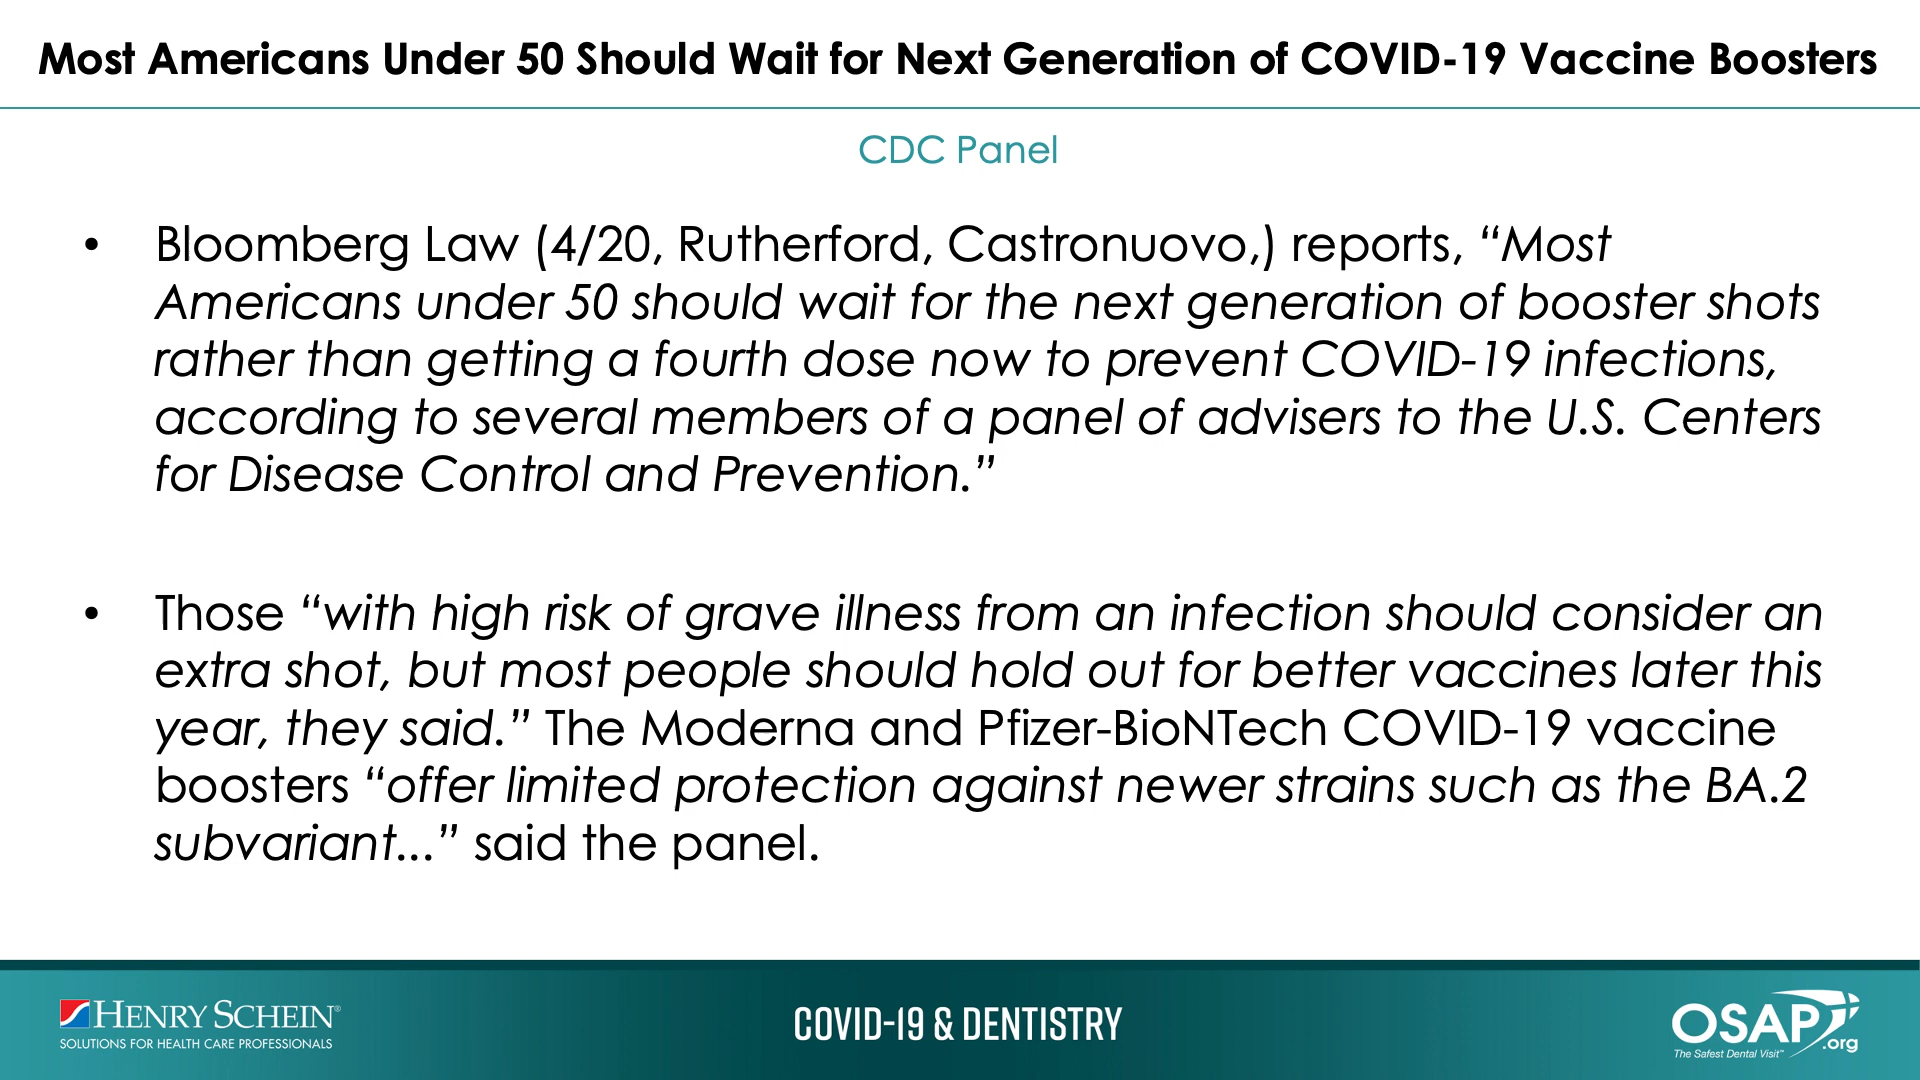 Most Americans Under 50 Should Wait for Next Generation of COVID-19 Vaccine Boosters
CDC Panel
• Bloomberg Law (4/20, Rutherford, Castronuovo,) reports, “Most
Americans under 50 should wait for the next generation of booster shots
rather than getting a fourth dose now to prevent COVID-19 infections,
according to several members of a panel of advisers to the U.S. Centers
for Disease Control and Prevention.”
• Those “with high risk of grave illness from an infection should consider an
extra shot, but most people should hold out for better vaccines later this
year, they said.” The Moderna and Pfizer-BioNTech COVID-19 vaccine
boosters “offer limited protection against newer strains such as the BA.2
subvariant...” said the panel.
HENRY SCHEIN®
SOLUTIONS FOR HEALTH CARE PROFESSIONALS
COVID-19 & DENTISTRY
OSAP
.org
The Safest Dental Visit™